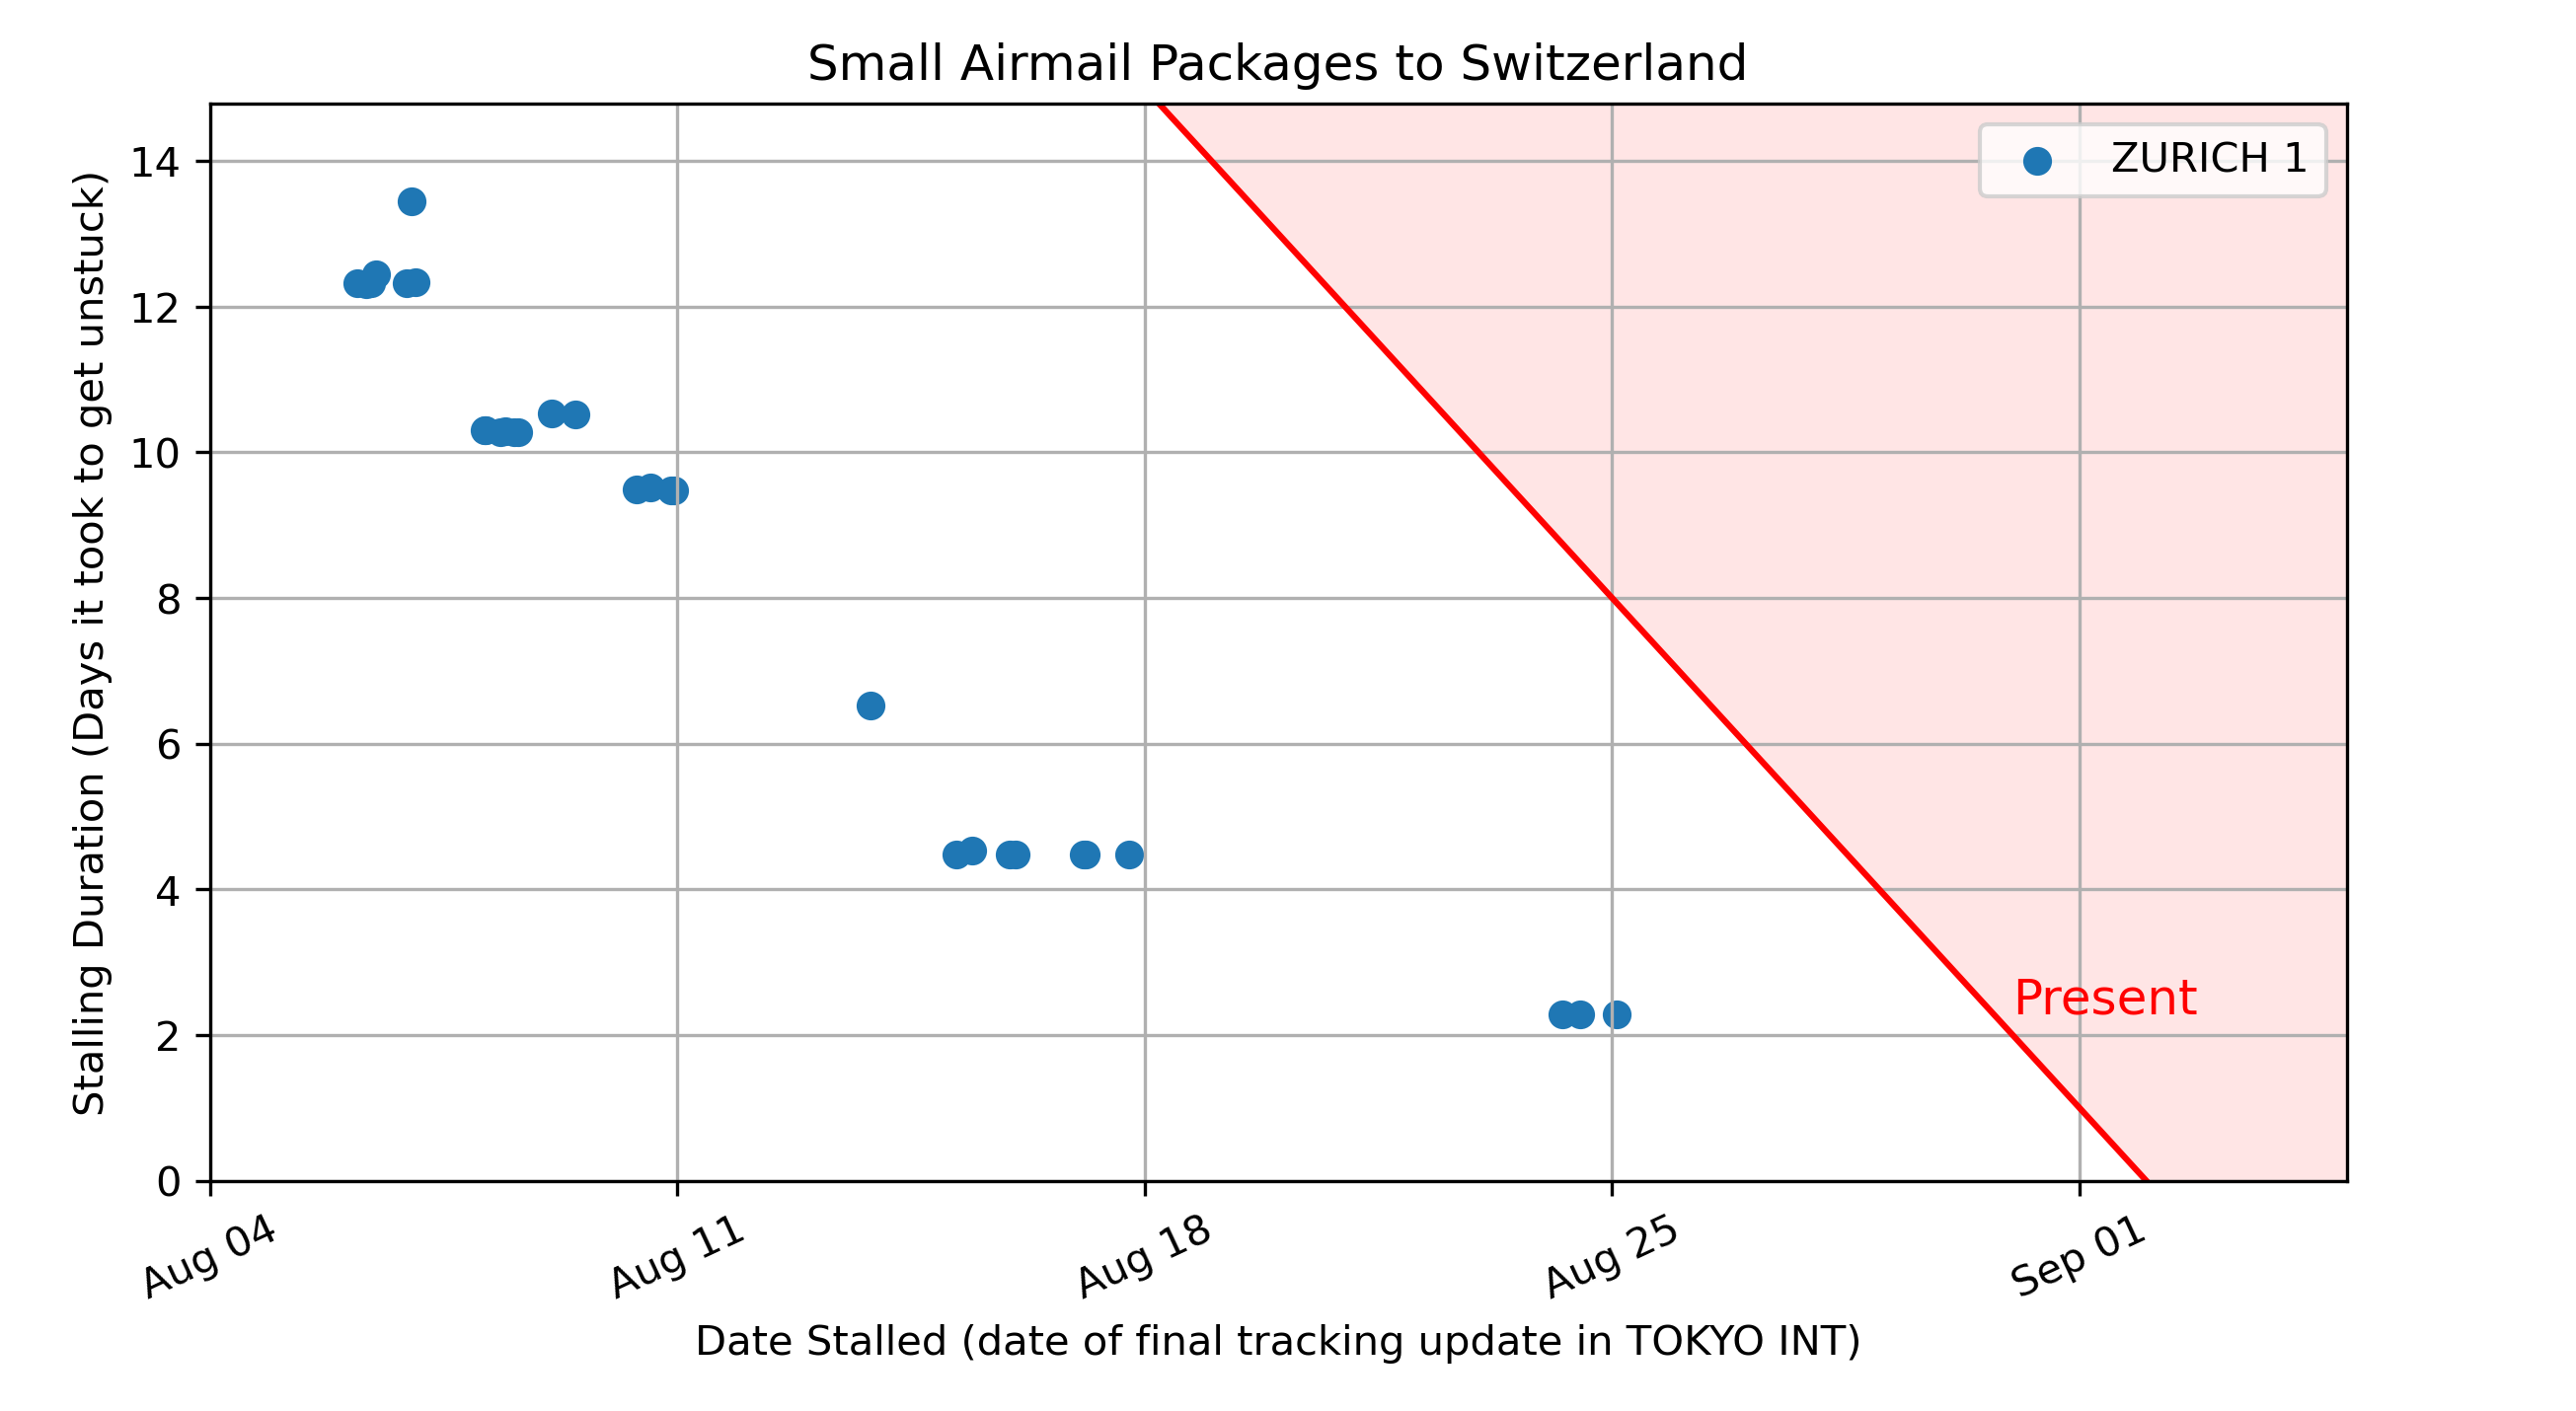 Small Airmail Packages to Switzerland
ZURICH 1
14
12
10
8
6
4
2
0
Stalling Duration (Days it took to get unstuck)
Present
Aug 04
Aug 11
Aug 18
Aug 25
Sep 01
Date Stalled (date of final tracking update in TOKYO INT)